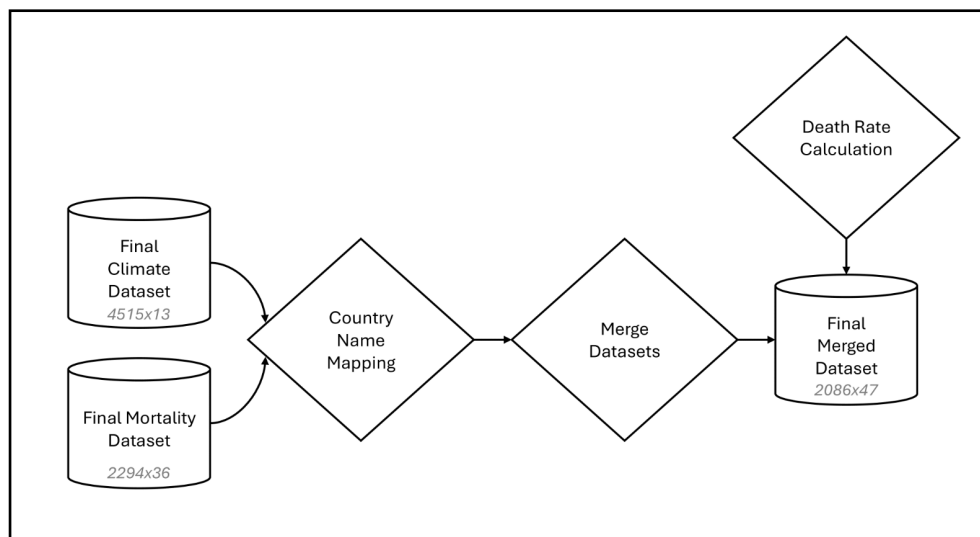 Final
Climate
Dataset
4515x13
Final Mortality
Dataset
2294x36
Country
Name
Mapping
Merge
Datasets
Death Rate
Calculation
Final
Merged
Dataset
2086x47